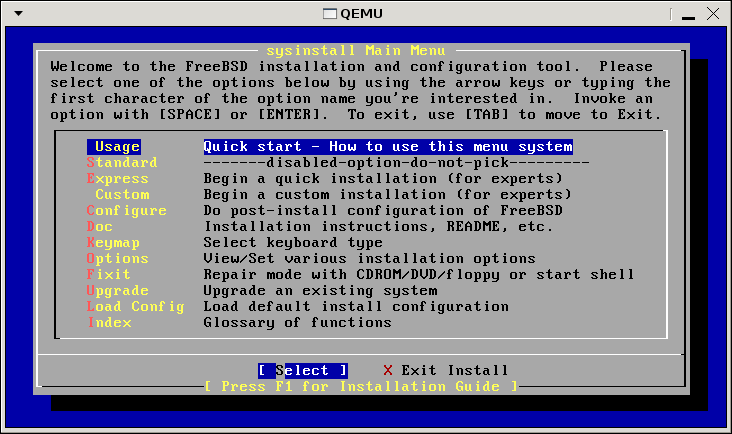 QEMU
sysinstall Main Menu
Welcome to the FreeBSD installation and configuration tool.  Please
select one of the options below by using the arrow keys or typing the
first character of the option name you're interested in.  Invoke an
option with [SPACE] or [ENTER].  To exit, use [TAB] to move to Exit.
Usage Quick start - How to use this menu system
Standard -------disabled-option-do-not-pick---------
Express Begin a quick installation (for experts)
Custom Begin a custom installation (for experts)
Configure Do post-install configuration of FreeBSD
Doc Installation instructions, README, etc.
Keymap Select keyboard type
Options View/Set various installation options
Fixit Repair mode with CDROM/DVD/floppy or start shell
Upgrade Upgrade an existing system
Load Config Load default install configuration
Index Glossary of functions
[ Select ] X Exit Install
[ Press F1 for Installation Guide ]